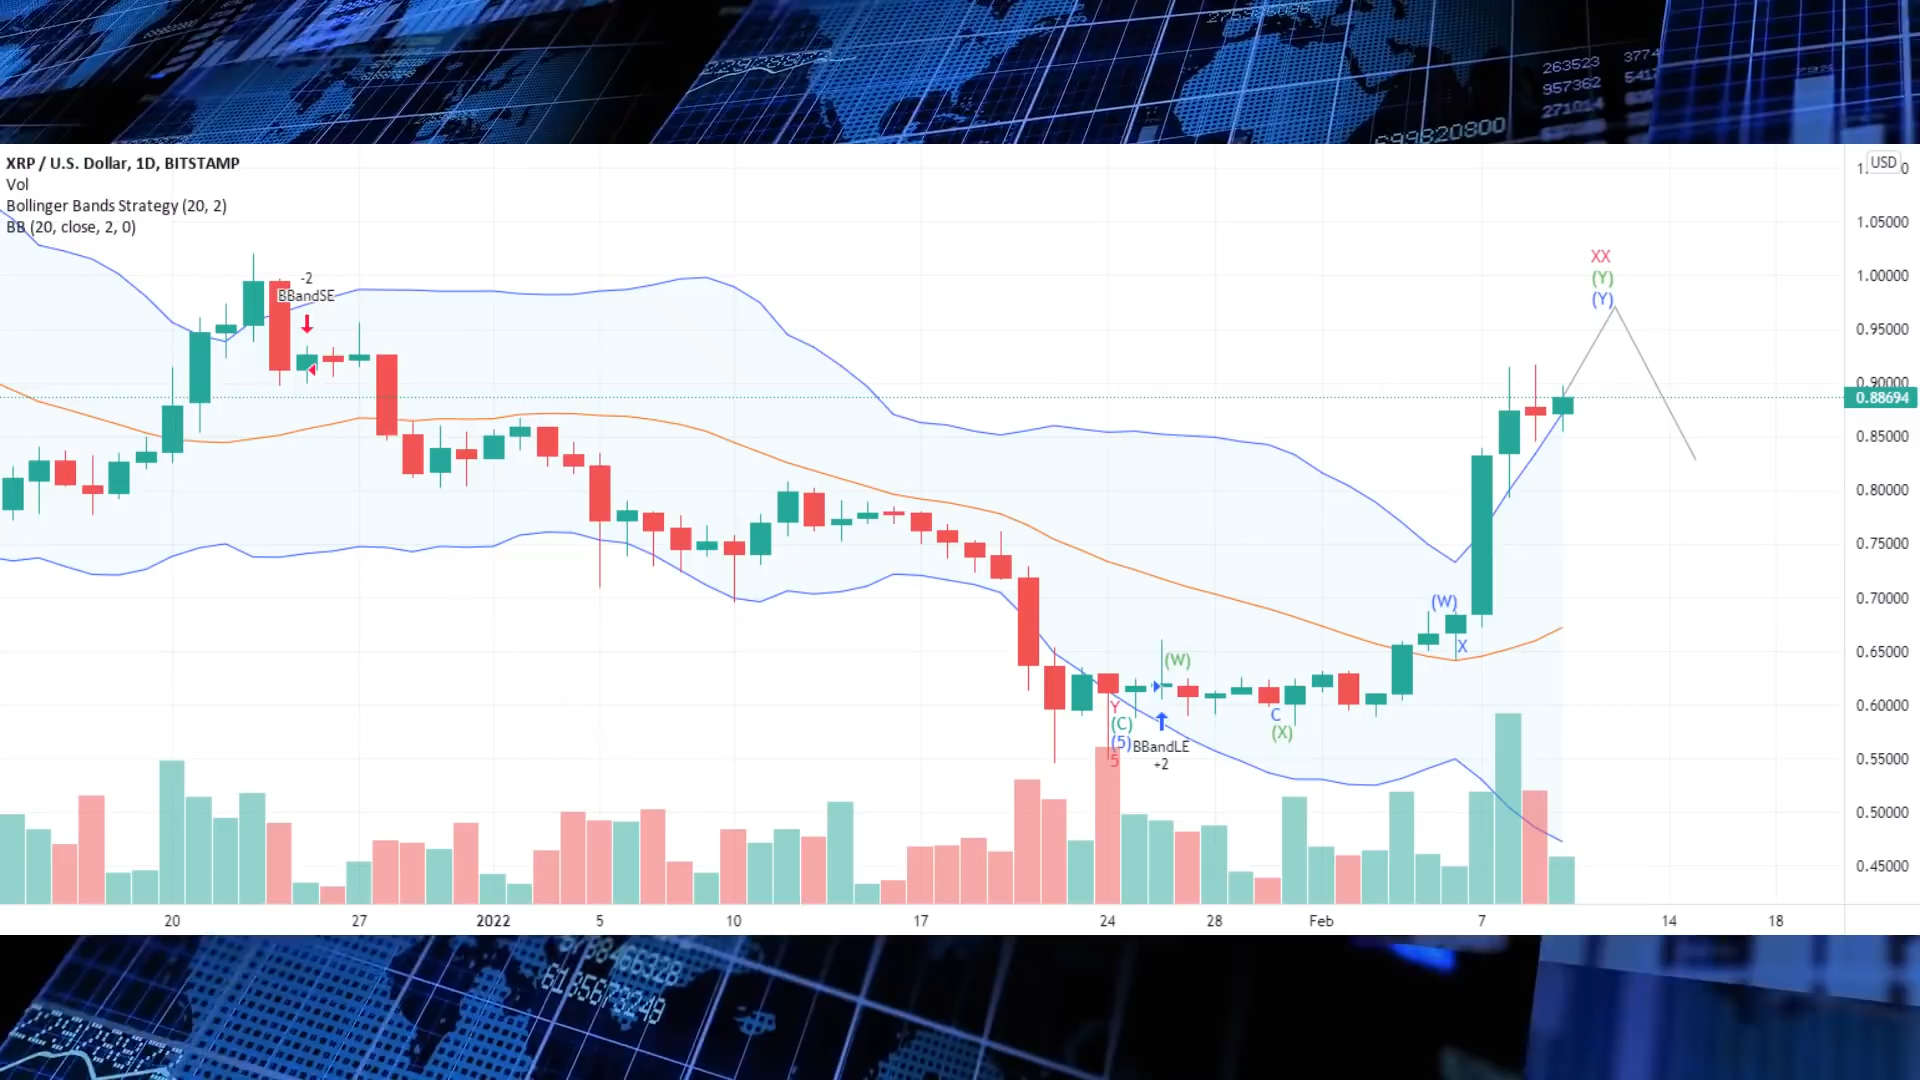 263523 3774
957362
271014
699820800
XRP / U.S. Dollar, 1D, BITSTAMP
Vol
Bollinger Bands Strategy (20, 2)
BB (20, close, 2, 0)
USD
1.05000
1.00000
0.95000
0.90000
0.88694
0.85000
0.80000
0.75000
0.70000
0.65000
0.60000
0.55000
0.50000
0.45000
-2
BBandSE
XX
(Y)
(Y)
(W)
X
(W)
Y
(C)
(5)
5
BBandLE
+2
C
(X)
20 27 2022 5 10 17 24 28 Feb 7 14 18